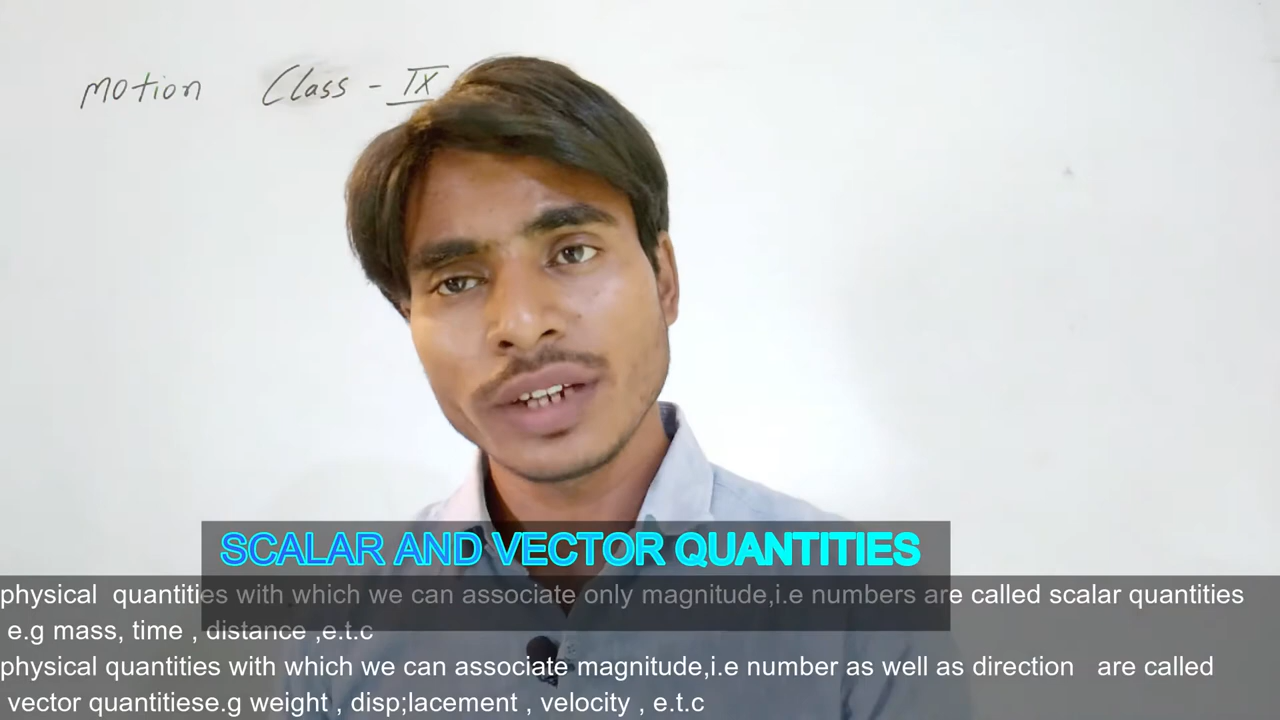 motion Class - IX
SCALAR AND VECTOR QUANTITIES
physical quantities with which we can associate only magnitude,i.e numbers are called scalar quantities
e.g mass, time , distance ,e.t.c
physical quantities with which we can associate magnitude,i.e number as well as direction are called
vector quantitiese.g weight , disp;lacement , velocity , e.t.c